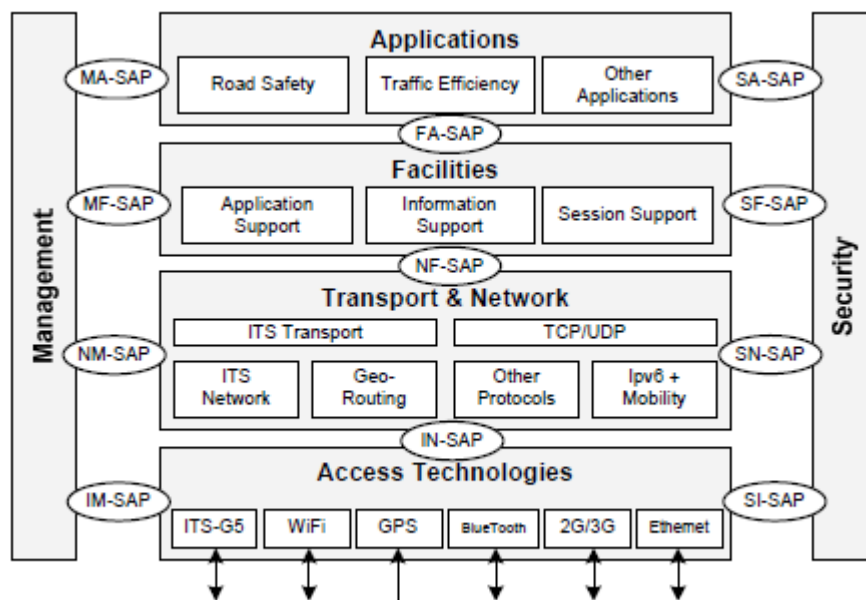 Applications
MA-SAP
Road Safety
Traffic Efficiency
Other
Applications
SA-SAP
FA-SAP
Facilities
MF-SAP
Application
Support
Information
Support
Session Support
SF-SAP
NF-SAP
Management
Security
Transport & Network
ITS Transport
TCP/UDP
NM-SAP
SN-SAP
ITS
Network
Geo-
Routing
Other
Protocols
Ipv6 +
Mobility
IN-SAP
Access Technologies
IM-SAP
SI-SAP
ITS-G5
WiFi
GPS
BlueTooth
2G/3G
Ethernet